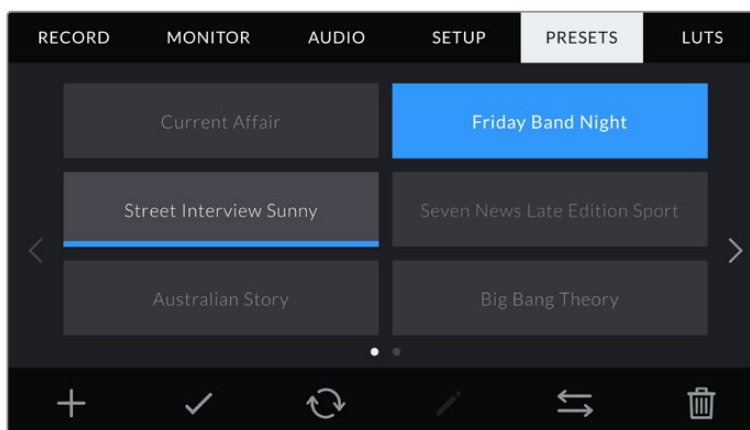 RECORD MONITOR AUDIO SETUP PRESETS LUTS
Current Affair Friday Band Night
Street Interview Sunny Seven News Late Edition Sport
Australian Story Big Bang Theory